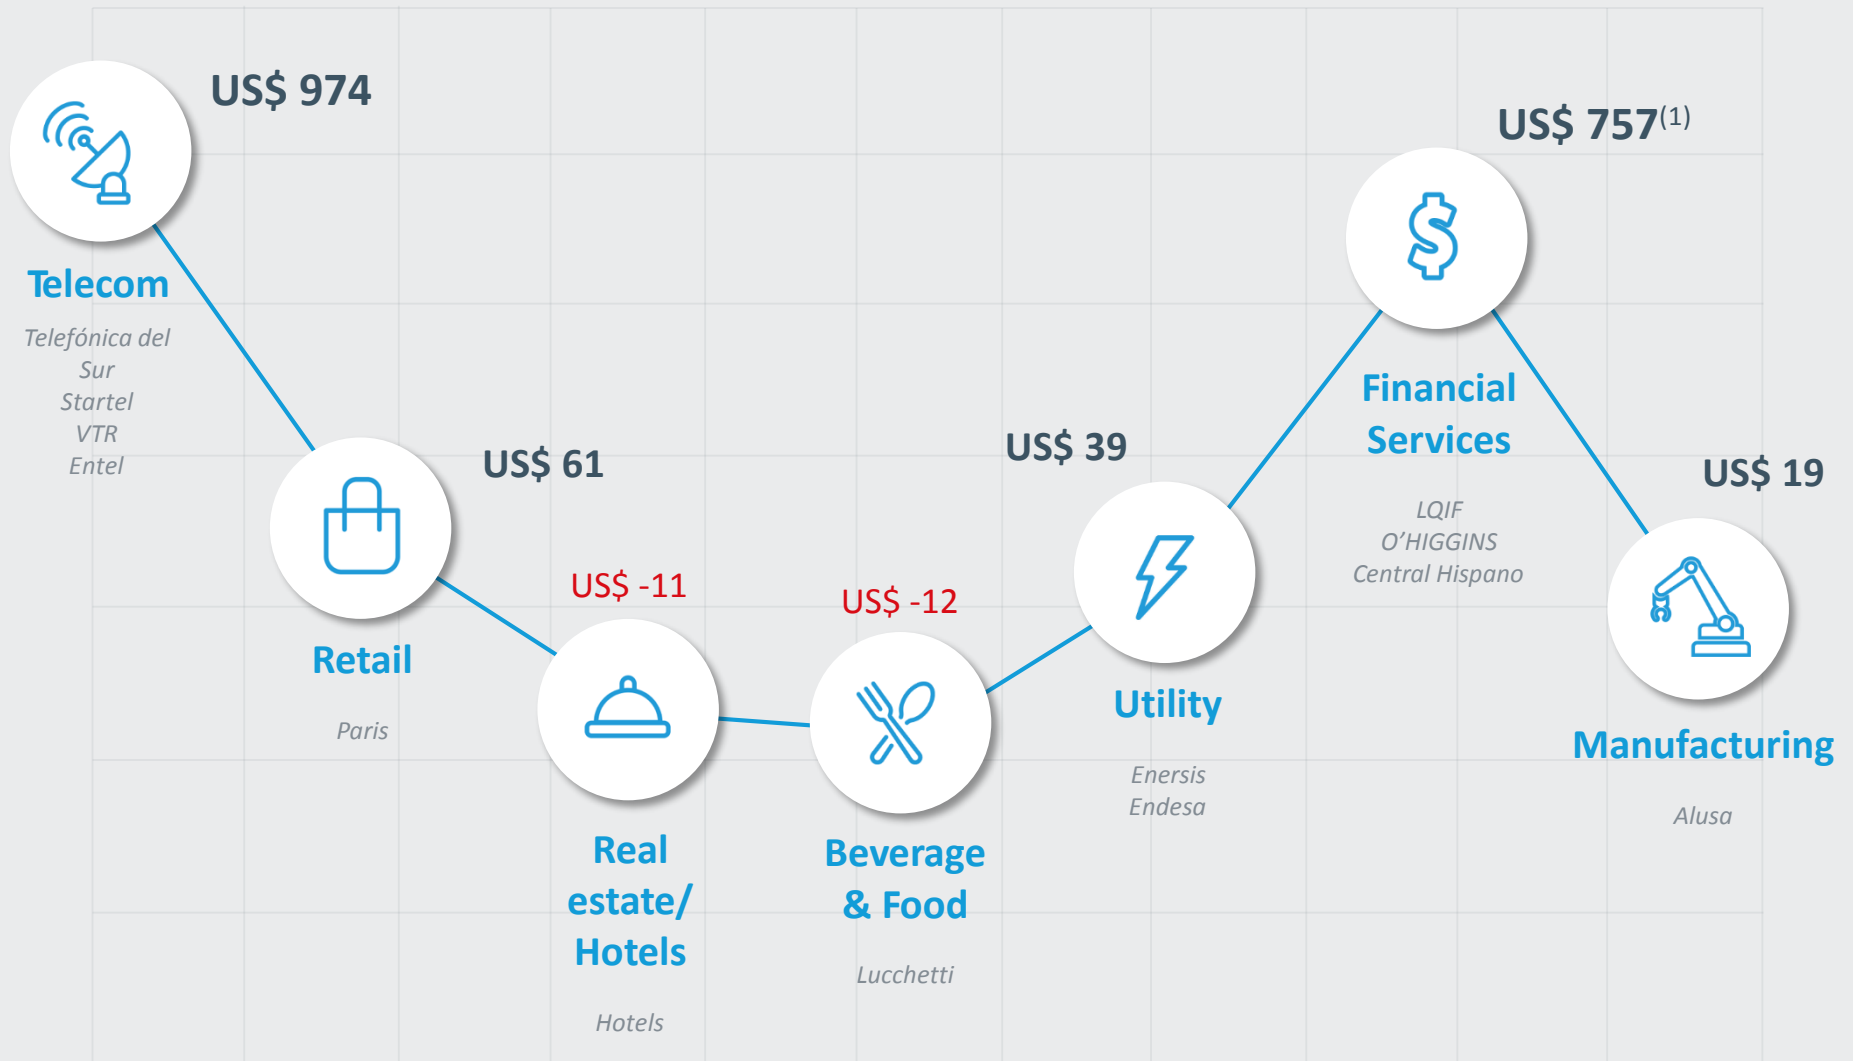 US$ 974
Telecom
Telefónica del
Sur
Startel
VTR
Entel
US$ 61
Retail
Paris
US$ -11
Real
estate/
Hotels
Hotels
US$ -12
Beverage
& Food
Lucchetti
US$ 39
Utility
Enersis
Endesa
US$ 757(1)
Financial
Services
LQIF
O’HIGGINS
Central Hispano
US$ 19
Manufacturing
Alusa